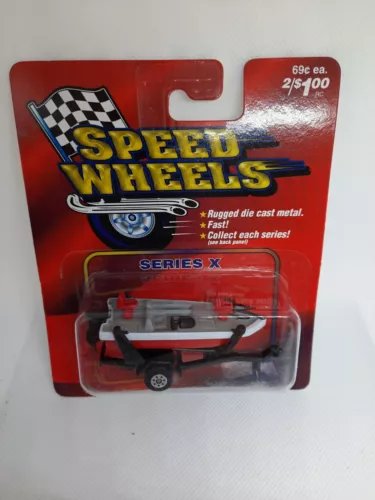 69¢ ea.
2/$1.00
RC
SPEED
WHEELS
★Rugged die cast metal.
★Fast!
★Collect each series!
(see back panel)
SERIES X